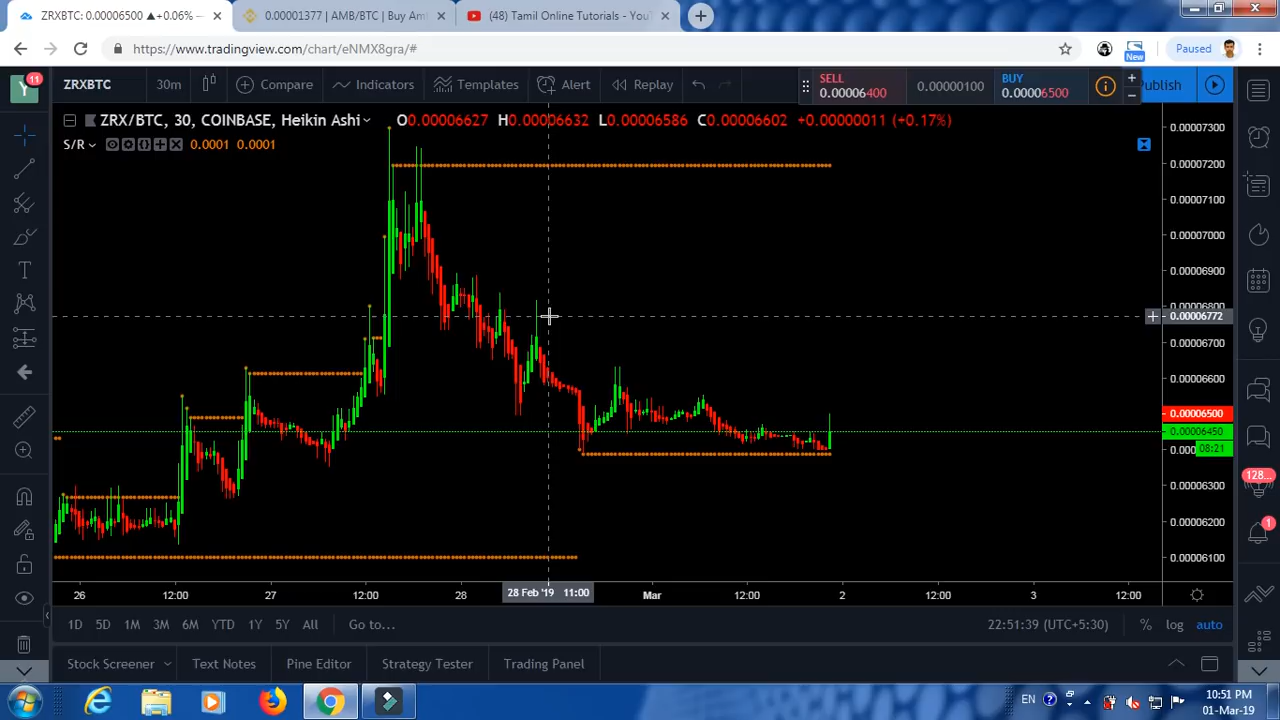 ZRXBTC: 0.00006500 ▲+0.06% ×
0.00001377 | AMB/BTC | Buy Am ×
(48) Tamil Online Tutorials - You ×
https://www.tradingview.com/chart/eNMX8gra/#
Paused
New
11
Y
ZRXBTC
30m
Compare
Indicators
Templates
Alert
Replay
SELL
0.00006400
0.00000100
BUY
0.00006500
Publish
ZRX/BTC, 30, COINBASE, Heikin Ashi
O0.00006627 H0.00006632 L0.00006586 C0.00006602 +0.00000011 (+0.17%)
S/R
0.0001 0.0001
0.00007300
0.00007200
0.00007100
0.00007000
0.00006900
0.00006772
0.00006700
0.00006600
0.00006500
0.00006450
08:21
0.00006300
0.00006200
0.00006100
128...
1
26 12:00 27 12:00 28 28 Feb '19 11:00 Mar 12:00 2 12:00 3 12:00
1D 5D 1M 3M 6M YTD 1Y 5Y All Go to...
22:51:39 (UTC+5:30) % log auto
Stock Screener Text Notes Pine Editor Strategy Tester Trading Panel
EN
10:51 PM
01-Mar-19